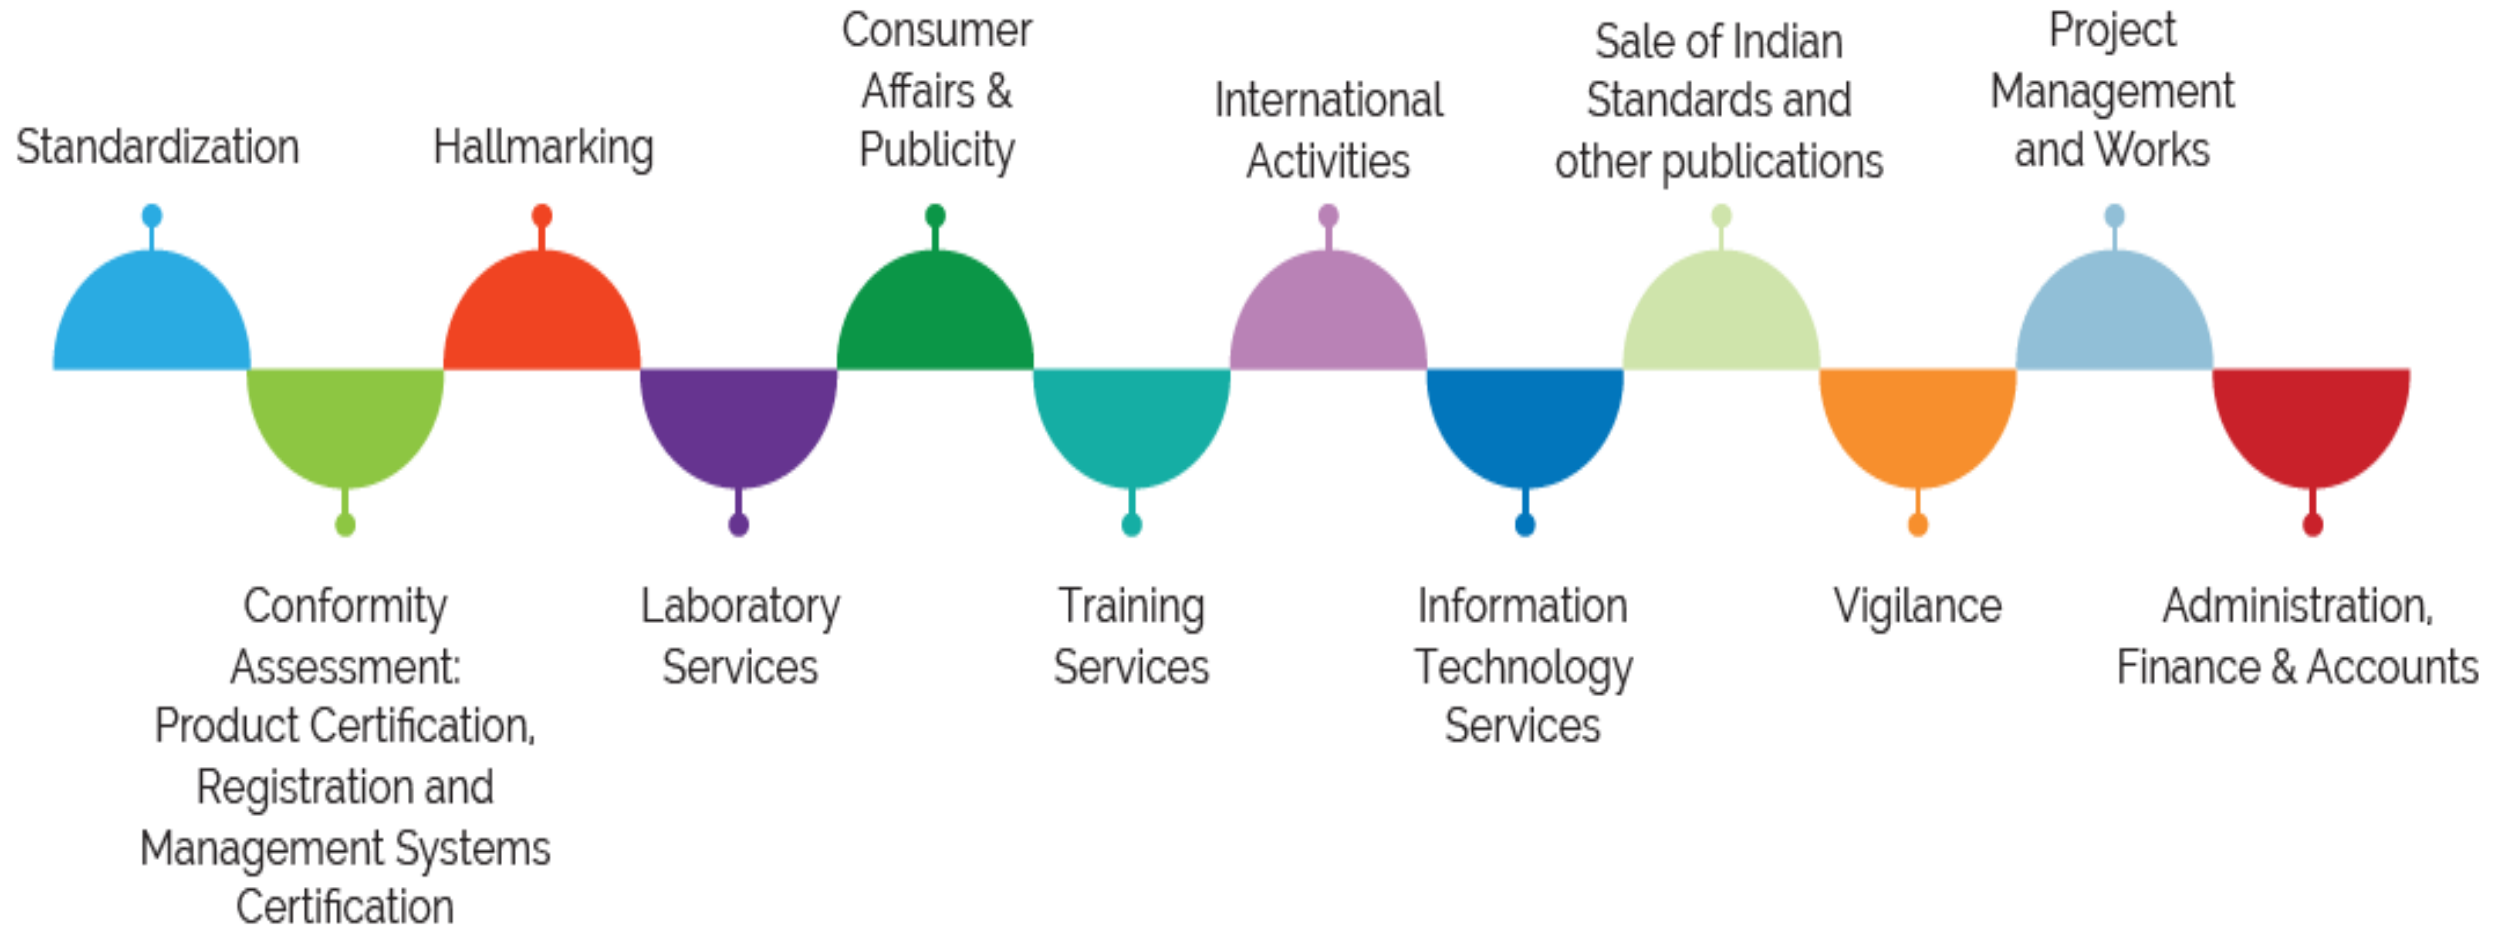 Standardization
Hallmarking
Consumer
Affairs &
Publicity
International
Activities
Sale of Indian
Standards and
other publications
Project
Management
and Works
Conformity
Assessment:
Product Certification,
Registration and
Management Systems
Certification
Laboratory
Services
Training
Services
Information
Technology
Services
Vigilance
Administration,
Finance & Accounts